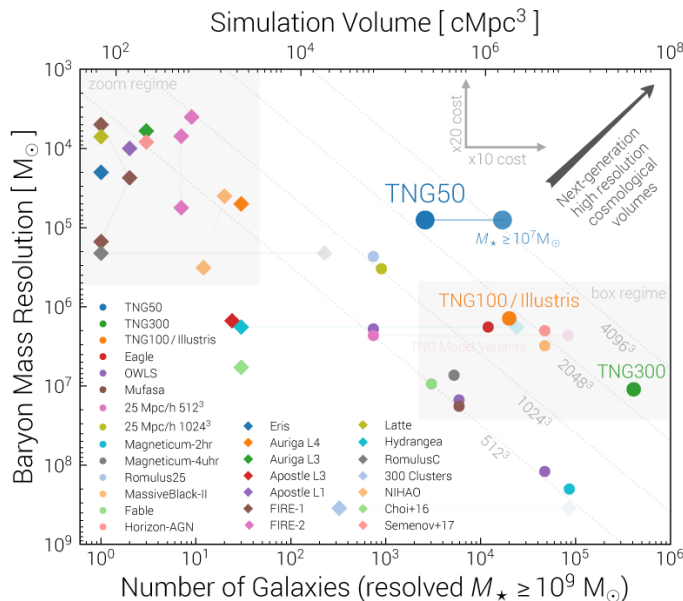 Simulation Volume [ cMpc³ ]
10² 10⁴ 10⁶ 10⁸
Baryon Mass Resolution [ M☉ ]
10³
10⁴
10⁵
10⁶
10⁷
10⁸
10⁹
zoom regime
x20 cost
x10 cost
Next-generation
high resolution
cosmological
volumes
TNG50
M⋆ ≥ 10⁷ M☉
TNG100 / Illustris
box regime
TNG Model Variants
TNG300
4096³
2048³
1024³
512³
TNG50
TNG300
TNG100 / Illustris
Eagle
OWLS
Mufasa
25 Mpc/h 512³
25 Mpc/h 1024³
Magneticum-2hr
Magneticum-4uhr
Romulus25
MassiveBlack-II
Fable
Horizon-AGN
Eris
Auriga L4
Auriga L3
Apostle L3
Apostle L1
FIRE-1
FIRE-2
Latte
Hydrangea
RomulusC
300 Clusters
NIHAO
Choi+16
Semenov+17
10⁰ 10¹ 10² 10³ 10⁴ 10⁵ 10⁶
Number of Galaxies (resolved M⋆ ≥ 10⁹ M☉)